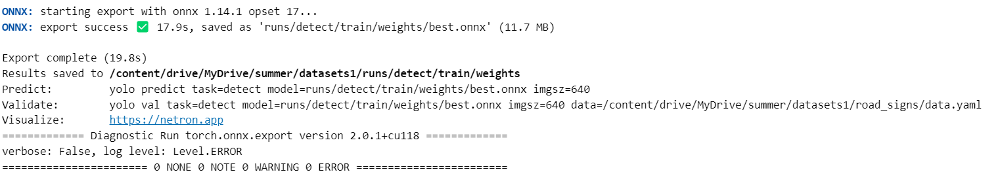 ONNX: starting export with onnx 1.14.1 opset 17...
ONNX: export success ✅ 17.9s, saved as 'runs/detect/train/weights/best.onnx' (11.7 MB)
Export complete (19.8s)
Results saved to /content/drive/MyDrive/summer/datasets1/runs/detect/train/weights
Predict:         yolo predict task=detect model=runs/detect/train/weights/best.onnx imgsz=640
Validate:        yolo val task=detect model=runs/detect/train/weights/best.onnx imgsz=640 data=/content/drive/MyDrive/summer/datasets1/road_signs/data.yaml
Visualize:       https://netron.app
============= Diagnostic Run torch.onnx.export version 2.0.1+cu118 =============
verbose: False, log level: Level.ERROR
======================= 0 NONE 0 NOTE 0 WARNING 0 ERROR ========================